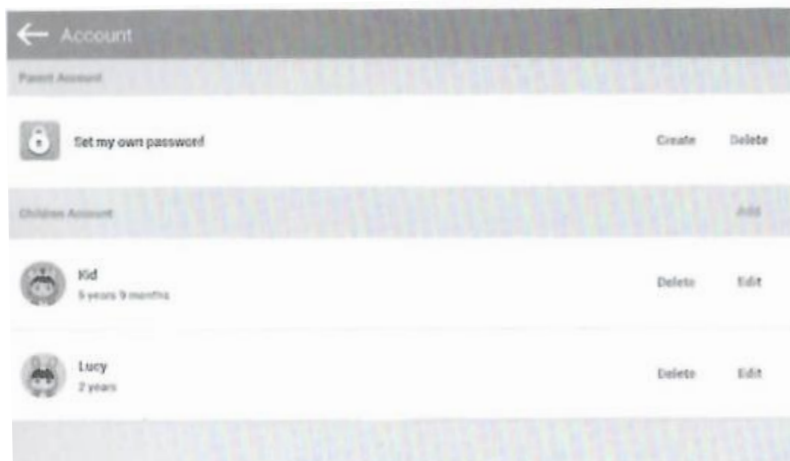 Account
Parent Account
Set my own password Create Delete
Children Account Add
Kid
5 years 9 months
Delete Edit
Lucy
2 years
Delete Edit